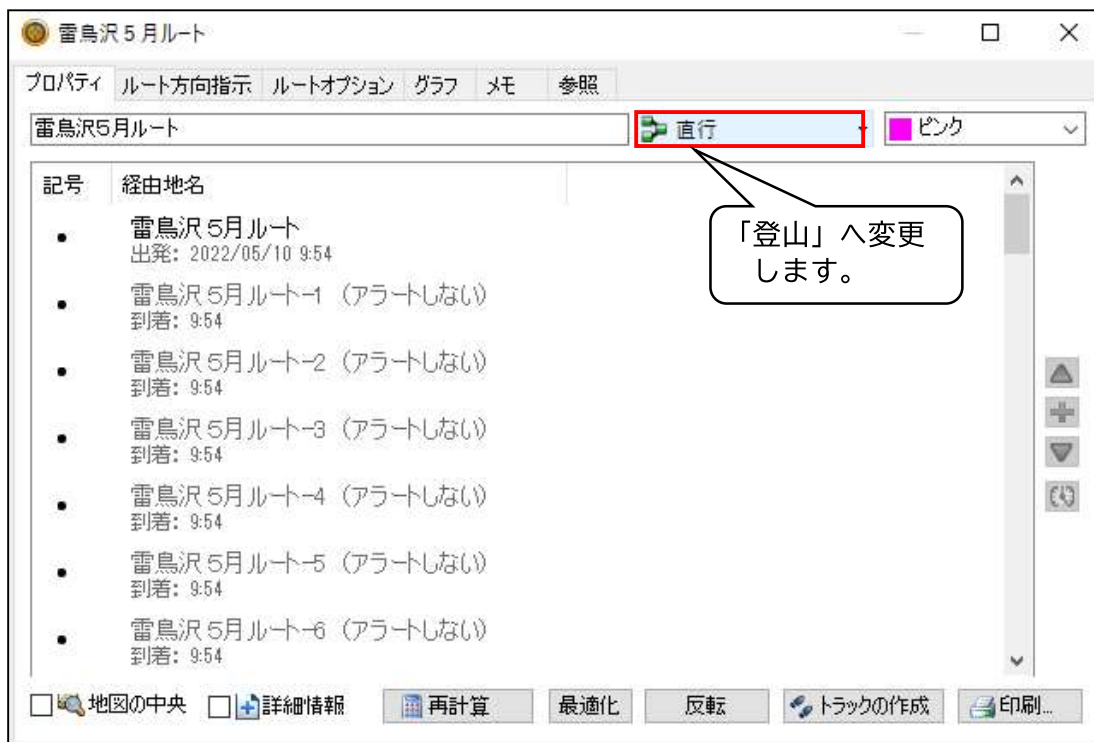 雷鳥沢５月ルート
プロパティ ルート方向指示 ルートオプション グラフ メモ 参照
雷鳥沢5月ルート 直行 ピンク
記号 経由地名
雷鳥沢５月ルート
出発: 2022/05/10 9:54
「登山」へ変更
します。
雷鳥沢５月ルート-1 （アラートしない）
到着: 9:54
雷鳥沢５月ルート-2 （アラートしない）
到着: 9:54
雷鳥沢５月ルート-3 （アラートしない）
到着: 9:54
雷鳥沢５月ルート-4 （アラートしない）
到着: 9:54
雷鳥沢５月ルート-5 （アラートしない）
到着: 9:54
雷鳥沢５月ルート-6 （アラートしない）
到着: 9:54
地図の中央 詳細情報 再計算 最適化 反転 トラックの作成 印刷...